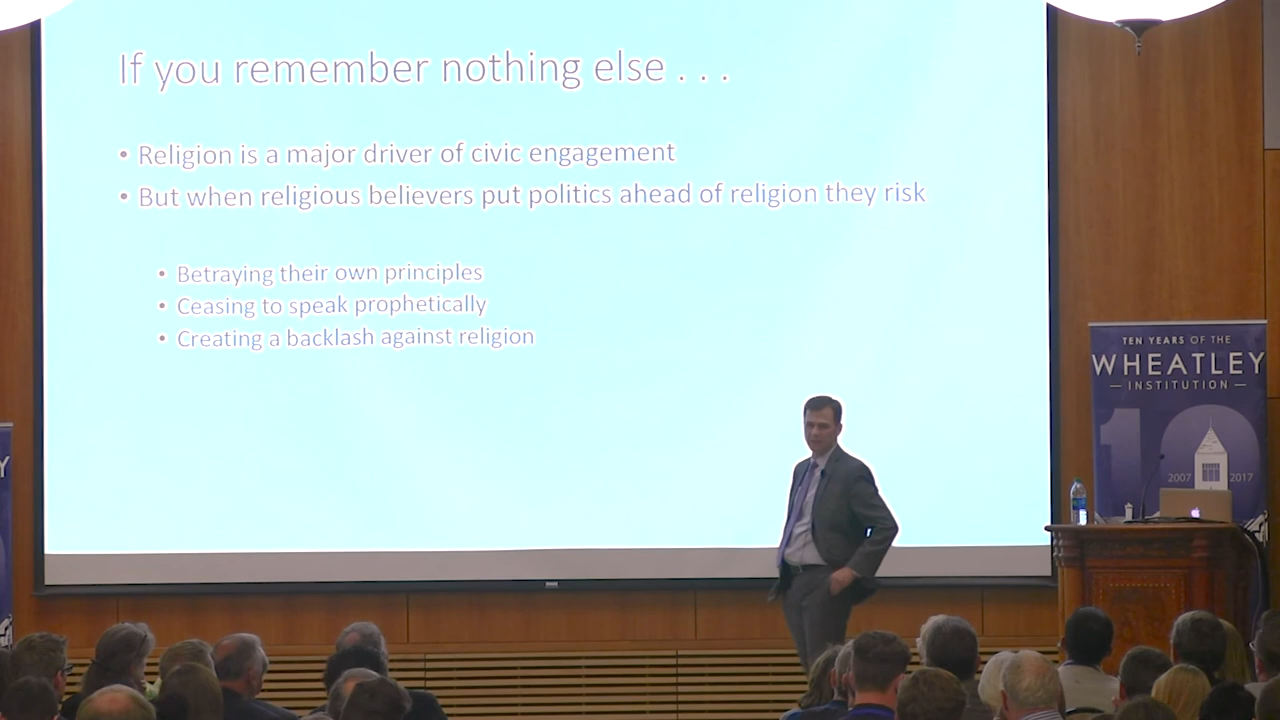 If you remember nothing else . . .
• Religion is a major driver of civic engagement
• But when religious believers put politics ahead of religion they risk
• Betraying their own principles
• Ceasing to speak prophetically
• Creating a backlash against religion
TEN YEARS OF THE
WHEATLEY
— INSTITUTION —
10
2007 2017
Y